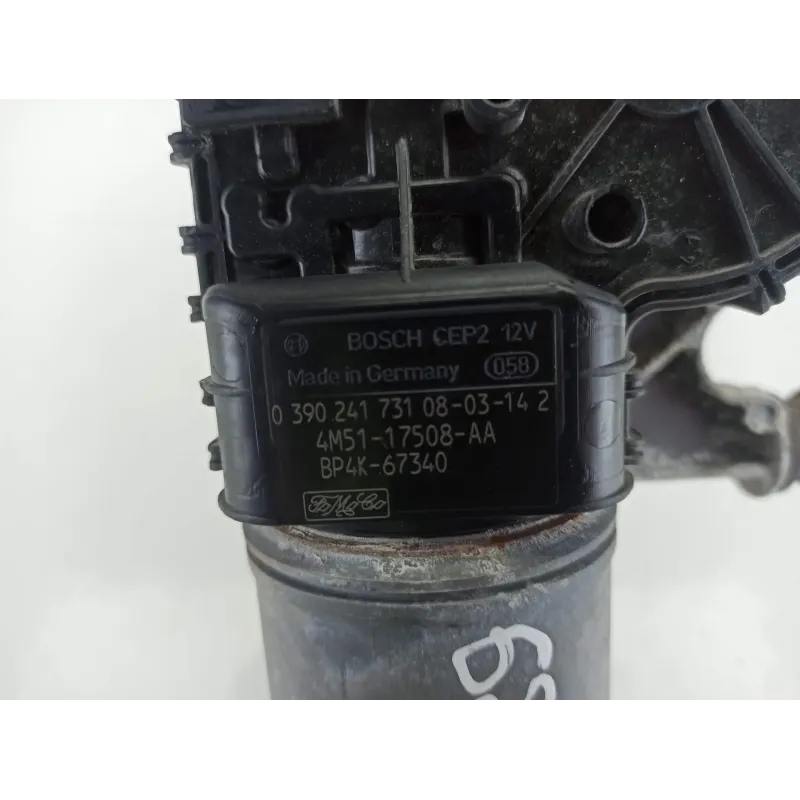 BOSCH CEP2 12V
Made in Germany 058
0 390 241 731 08-03-14 2
4M51-17508-AA
BP4K-67340
FoMoCo